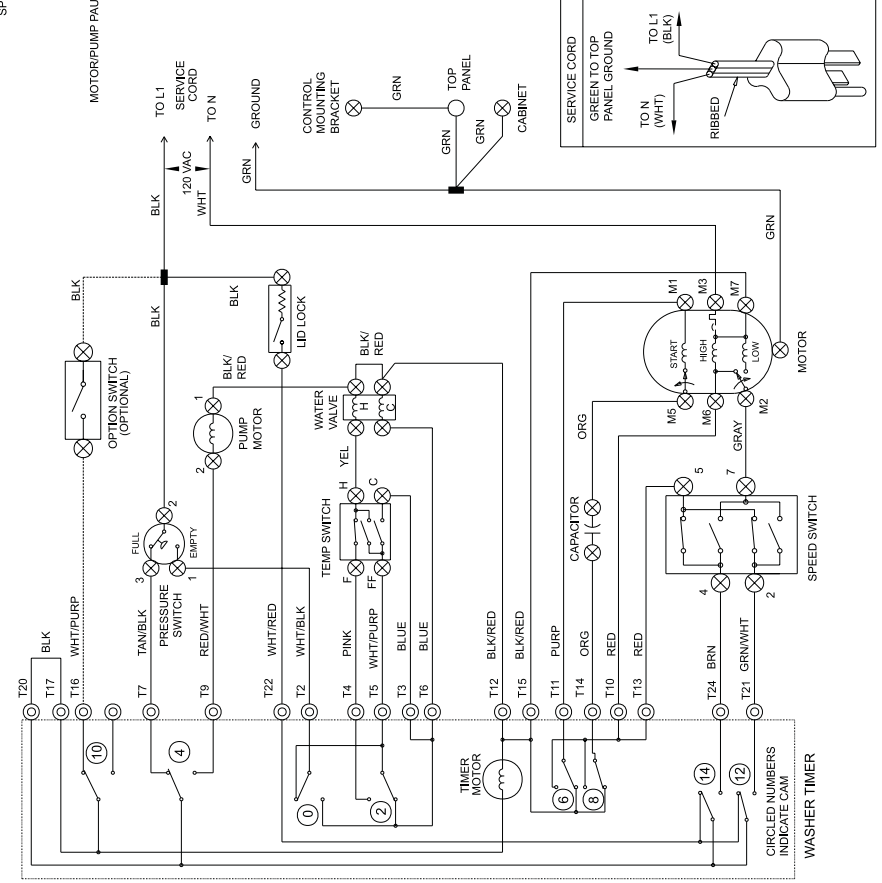 SP
MOTOR/PUMP PAU
TO L1
SERVICE
CORD
TO N
120 VAC
GROUND
GRN
BLK
WHT
CONTROL
MOUNTING
BRACKET
GRN
TOP
PANEL
GRN
GRN
CABINET
SERVICE CORD
GREEN TO TOP
PANEL GROUND
TO L1
(BLK)
TO N
(WHT)
RIBBED
BLK
OPTION SWITCH
(OPTIONAL)
BLK
BLK
LID LOCK
BLK/
RED
1
PUMP
MOTOR
2
WATER
VALVE
H
C
BLK/
RED
YEL
H
C
TEMP SWITCH
F
FF
FULL
EMPTY
2
3
1
PRESSURE
SWITCH
M1
M3
M7
START
HIGH
LOW
M5
M6
M2
MOTOR
GRN
ORG
GRAY
CAPACITOR
5
7
4
2
SPEED SWITCH
BLK
WHT/PURP
TAN/BLK
RED/WHT
WHT/RED
WHT/BLK
PINK
WHT/PURP
BLUE
BLUE
BLK/RED
BLK/RED
PURP
ORG
RED
RED
BRN
GRN/WHT
T20
T17
T16
T7
T9
T22
T2
T4
T5
T3
T6
T12
T15
T11
T14
T10
T13
T24
T21
10
4
0
2
TIMER
MOTOR
6
8
14
12
CIRCLED NUMBERS
INDICATE CAM
WASHER TIMER